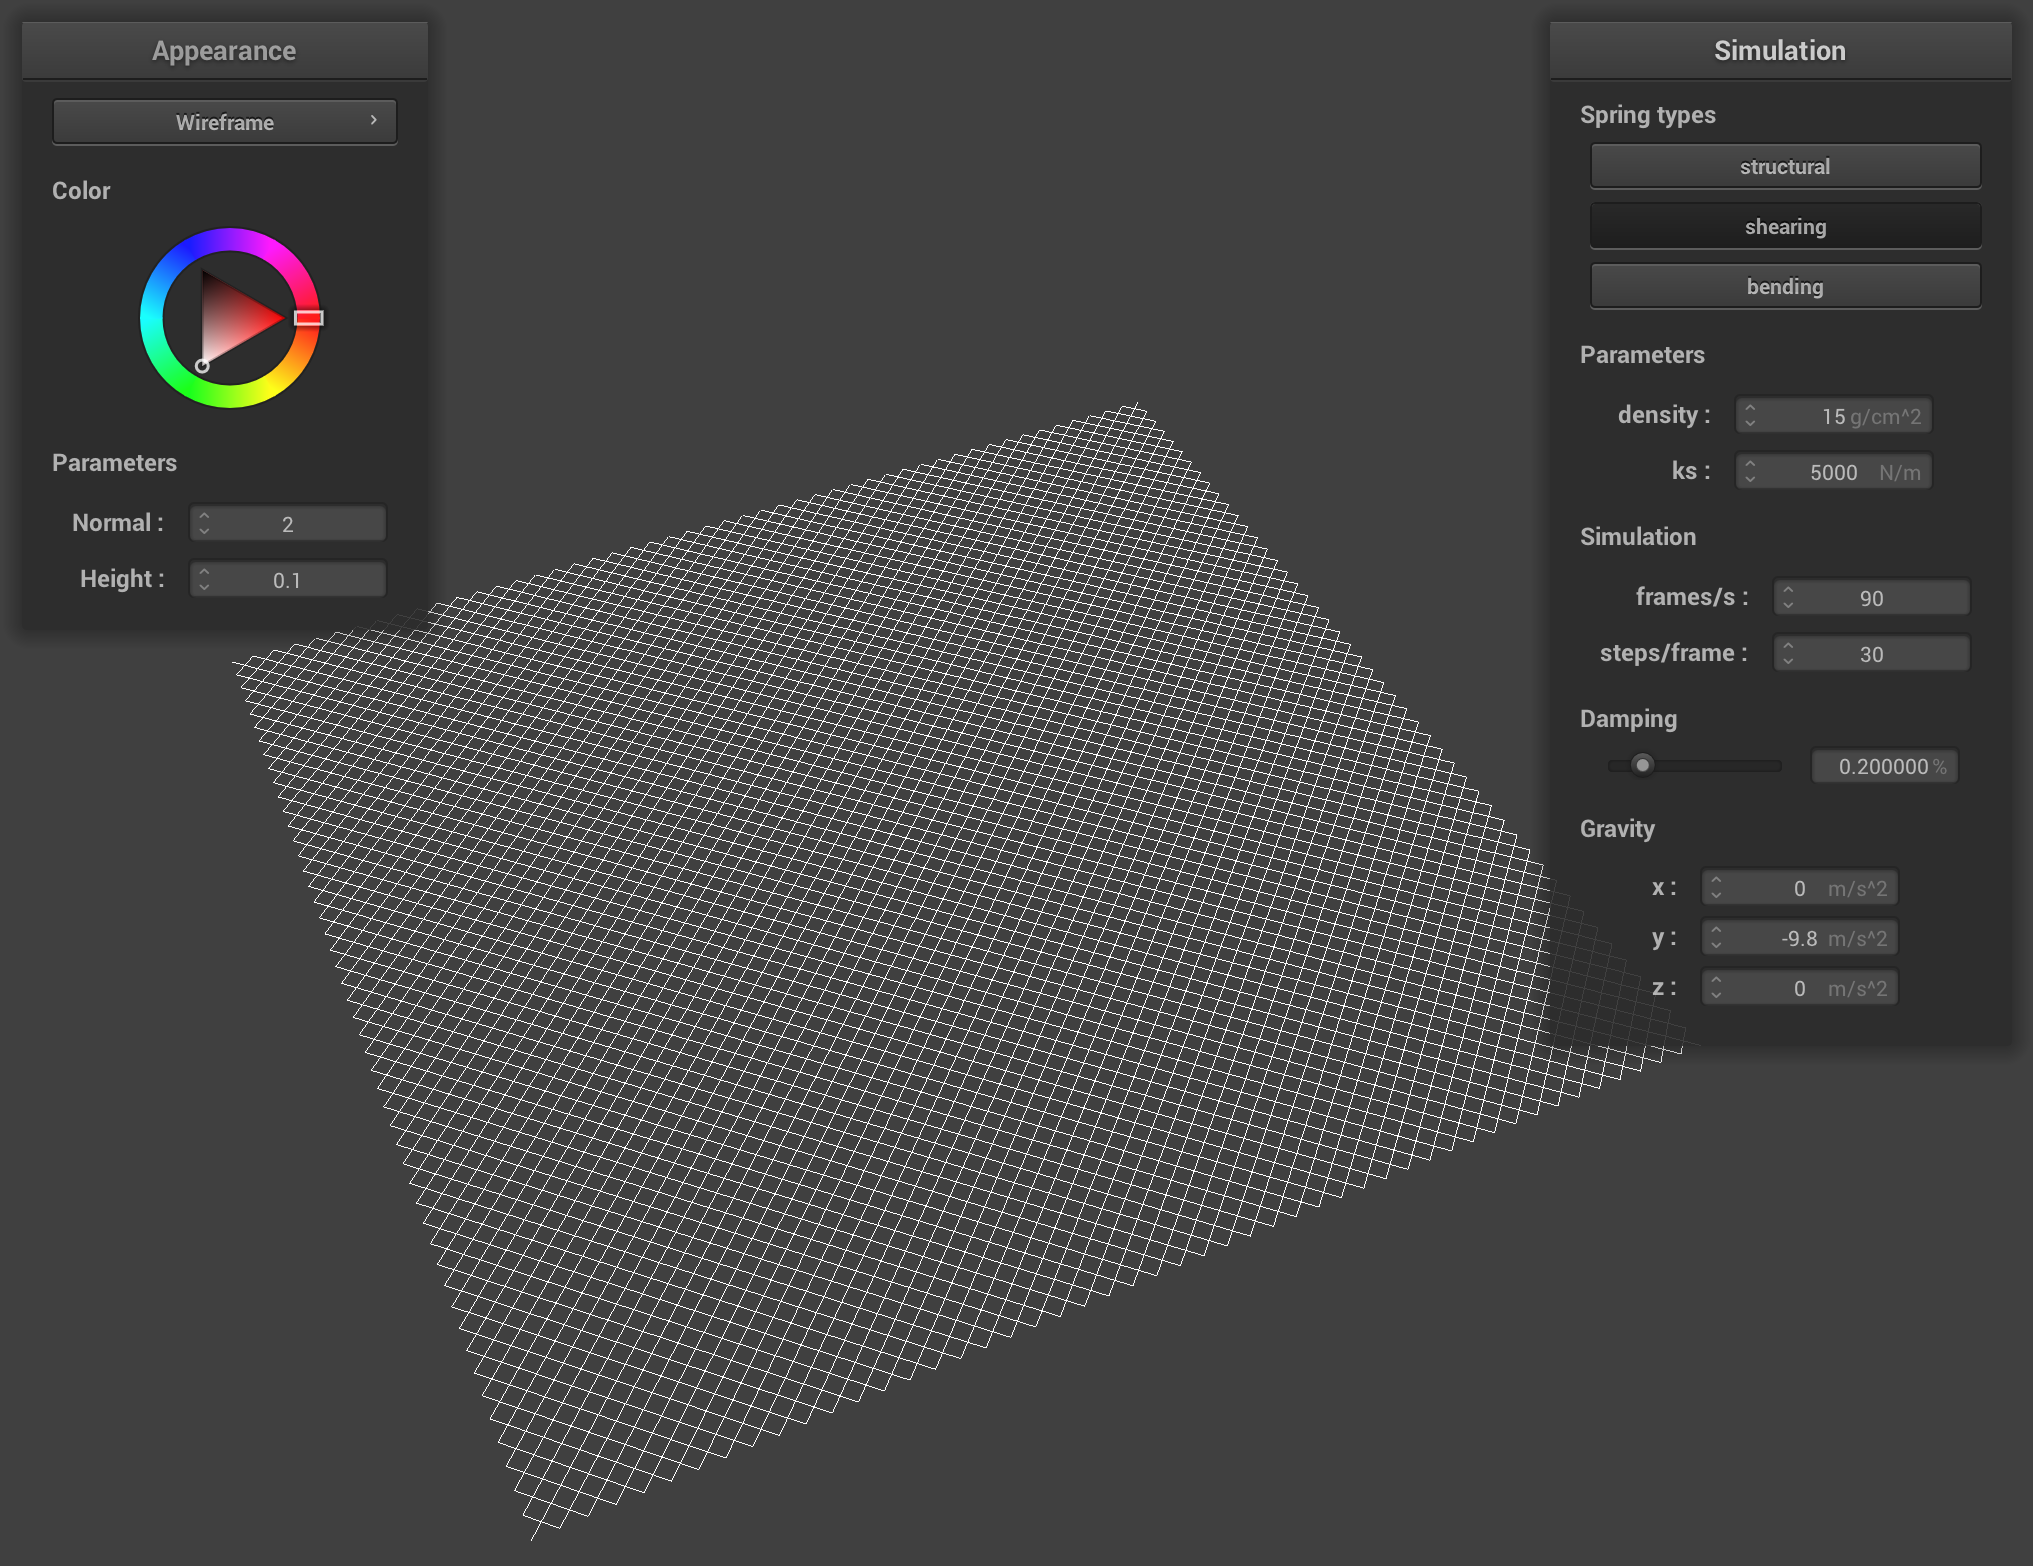 Appearance
Wireframe
Color
Parameters
Normal : 2
Height : 0.1
Simulation
Spring types
structural
shearing
bending
Parameters
density : 15 g/cm^2
ks : 5000 N/m
Simulation
frames/s : 90
steps/frame : 30
Damping
0.200000 %
Gravity
x : 0 m/s^2
y : -9.8 m/s^2
z : 0 m/s^2